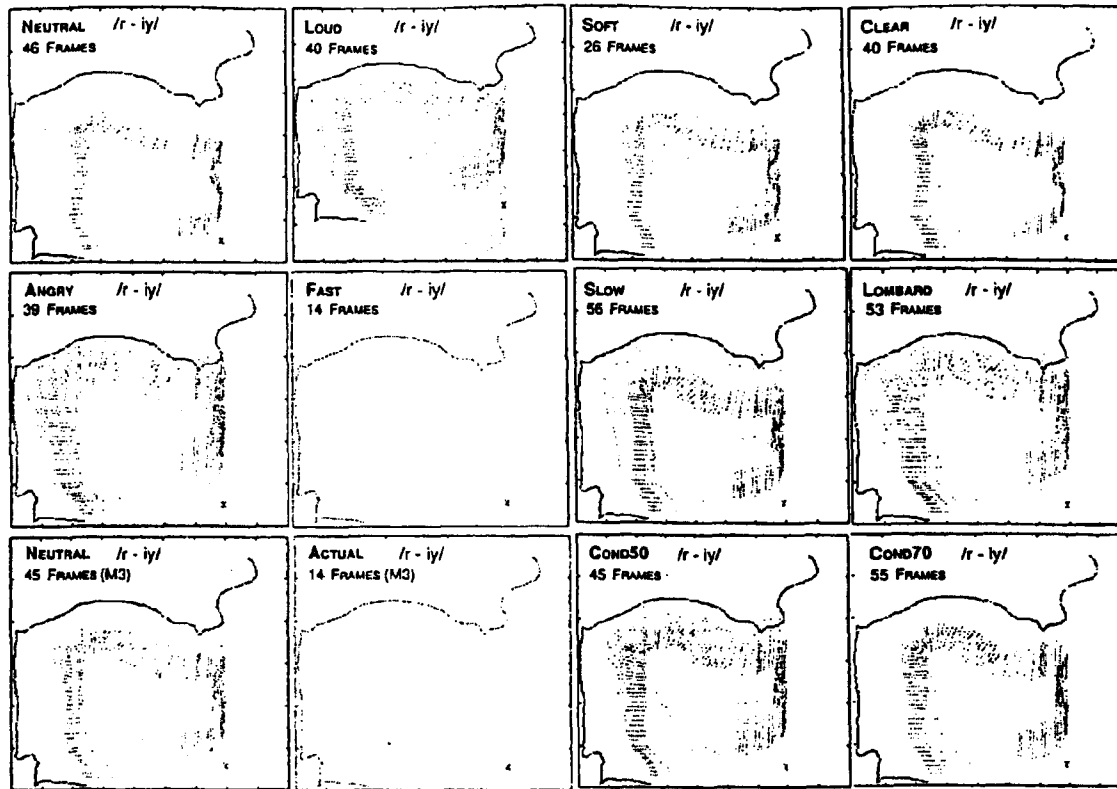 NEUTRAL /r - iy/
46 FRAMES
LOUD /r - iy/
40 FRAMES
SOFT /r - iy/
26 FRAMES
CLEAR /r - iy/
40 FRAMES
ANGRY /r - iy/
39 FRAMES
FAST /r - iy/
14 FRAMES
SLOW /r - iy/
56 FRAMES
LOMBARD /r - iy/
53 FRAMES
NEUTRAL /r - iy/
45 FRAMES (M3)
ACTUAL /r - iy/
14 FRAMES (M3)
COND50 /r - iy/
45 FRAMES
COND70 /r - iy/
55 FRAMES